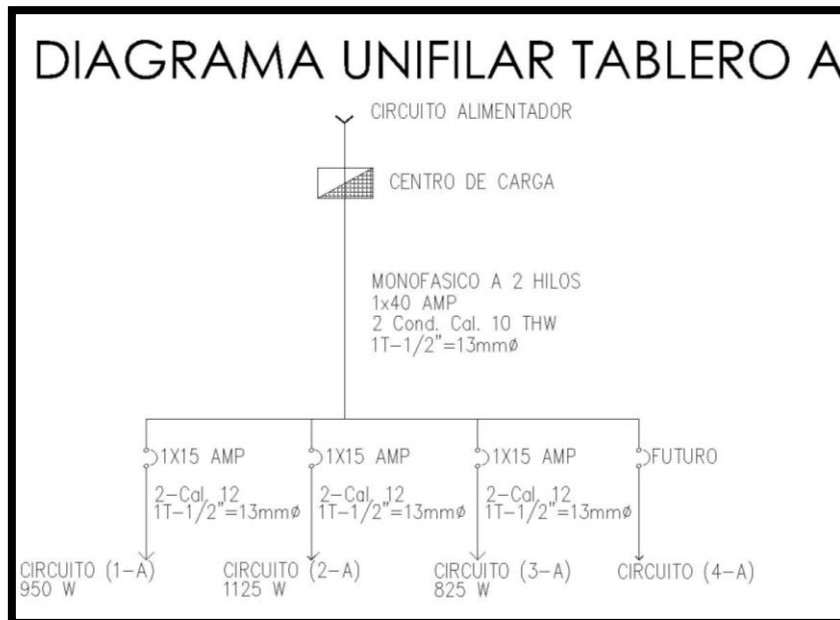 DIAGRAMA UNIFILAR TABLERO A
CIRCUITO ALIMENTADOR
CENTRO DE CARGA
MONOFASICO A 2 HILOS
1x40 AMP
2 Cond. Cal. 10 THW
1T-1/2"=13mmø
1X15 AMP
2-Cal. 12
1T-1/2"=13mmø
CIRCUITO (1-A)
950 W
1X15 AMP
2-Cal. 12
1T-1/2"=13mmø
CIRCUITO (2-A)
1125 W
1X15 AMP
2-Cal. 12
1T-1/2"=13mmø
CIRCUITO (3-A)
825 W
FUTURO
CIRCUITO (4-A)